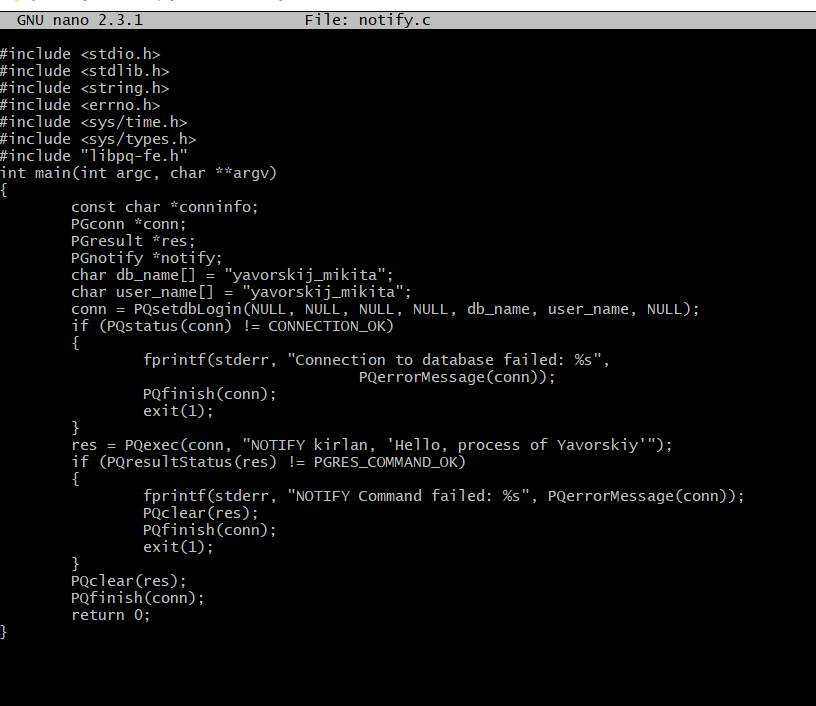 GNU nano 2.3.1 File: notify.c
#include <stdio.h>
#include <stdlib.h>
#include <string.h>
#include <errno.h>
#include <sys/time.h>
#include <sys/types.h>
#include "libpq-fe.h"
int main(int argc, char **argv)
{
        const char *conninfo;
        PGconn *conn;
        PGresult *res;
        PGnotify *notify;
        char db_name[] = "yavorskij_mikita";
        char user_name[] = "yavorskij_mikita";
        conn = PQsetdbLogin(NULL, NULL, NULL, NULL, db_name, user_name, NULL);
        if (PQstatus(conn) != CONNECTION_OK)
        {
                fprintf(stderr, "Connection to database failed: %s",
                                        PQerrorMessage(conn));
                PQfinish(conn);
                exit(1);
        }
        res = PQexec(conn, "NOTIFY kirlan, 'Hello, process of Yavorskiy'");
        if (PQresultStatus(res) != PGRES_COMMAND_OK)
        {
                fprintf(stderr, "NOTIFY Command failed: %s", PQerrorMessage(conn));
                PQclear(res);
                PQfinish(conn);
                exit(1);
        }
        PQclear(res);
        PQfinish(conn);
        return 0;
}